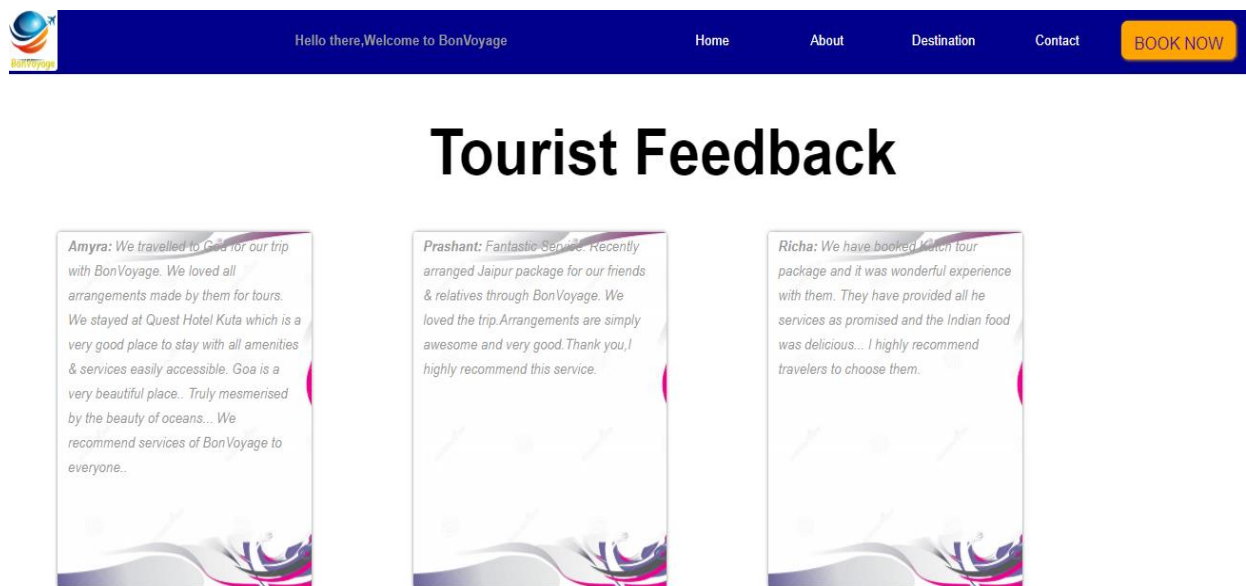 BonVoyage
Hello there,Welcome to BonVoyage
Home
About
Destination
Contact
BOOK NOW
Tourist Feedback
Amyra: We travelled to Goa for our trip
with BonVoyage. We loved all
arrangements made by them for tours.
We stayed at Quest Hotel Kuta which is a
very good place to stay with all amenities
& services easily accessible. Goa is a
very beautiful place.. Truly mesmerised
by the beauty of oceans... We
recommend services of BonVoyage to
everyone..
Prashant: Fantastic Service. Recently
arranged Jaipur package for our friends
& relatives through BonVoyage. We
loved the trip.Arrangements are simply
awesome and very good.Thank you,I
highly recommend this service.
Richa: We have booked Kutch tour
package and it was wonderful experience
with them. They have provided all he
services as promised and the Indian food
was delicious... I highly recommend
travelers to choose them.